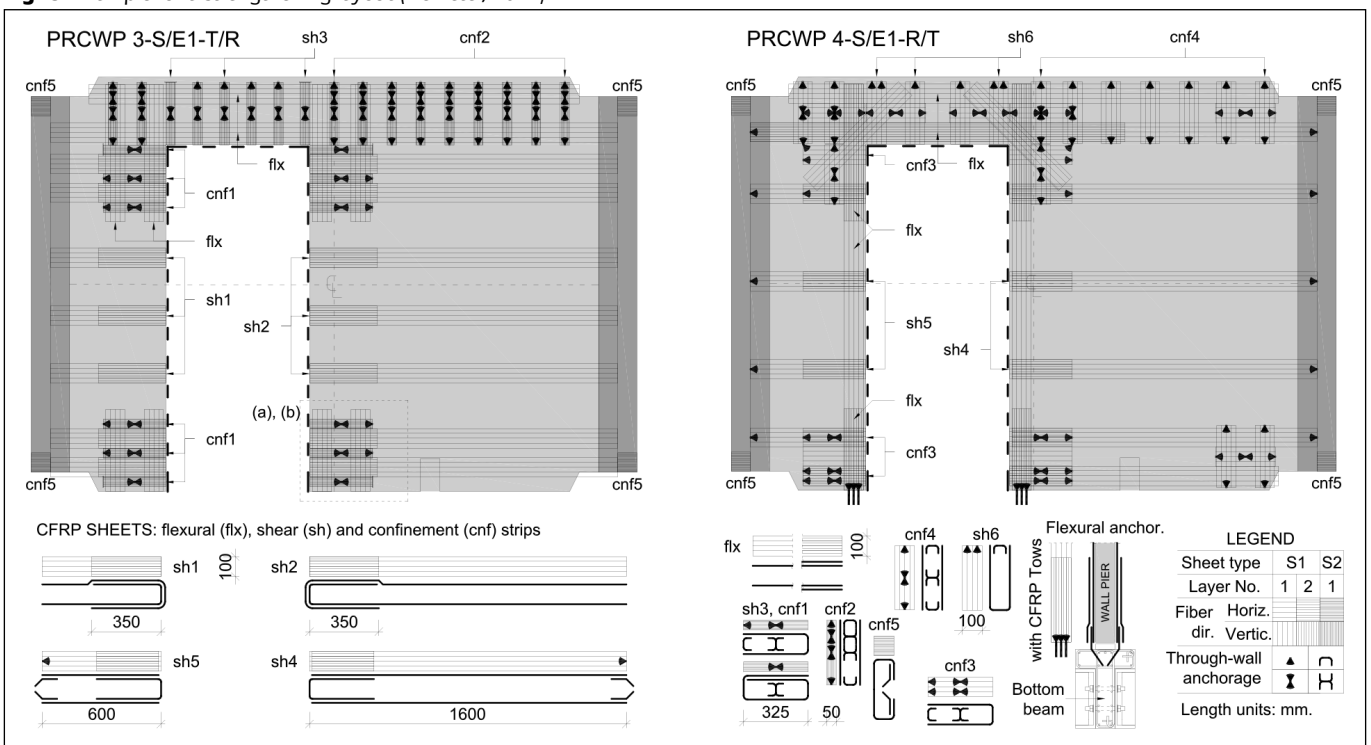 PRCWP 3-S/E1-T/R
sh3
cnf2
cnf5
cnf5
flx
cnf1
flx
sh1
sh2
(a), (b)
cnf1
cnf5
cnf5
PRCWP 4-S/E1-R/T
sh6
cnf4
cnf5
cnf5
cnf3
flx
flx
sh5
sh4
flx
cnf3
cnf5
cnf5
CFRP SHEETS: flexural (flx), shear (sh) and confinement (cnf) strips
sh1
100
sh2
350
350
sh5
sh4
600
1600
flx
100
cnf4
sh6
100
sh3, cnf1
cnf2
cnf5
325
50
cnf3
Flexural anchor.
with CFRP Tows
WALL PIER
Bottom
beam
LEGEND
Sheet type S1 S2
Layer No. 1 2 1
Fiber Horiz.
dir. Vertic.
Through-wall
anchorage
Length units: mm.